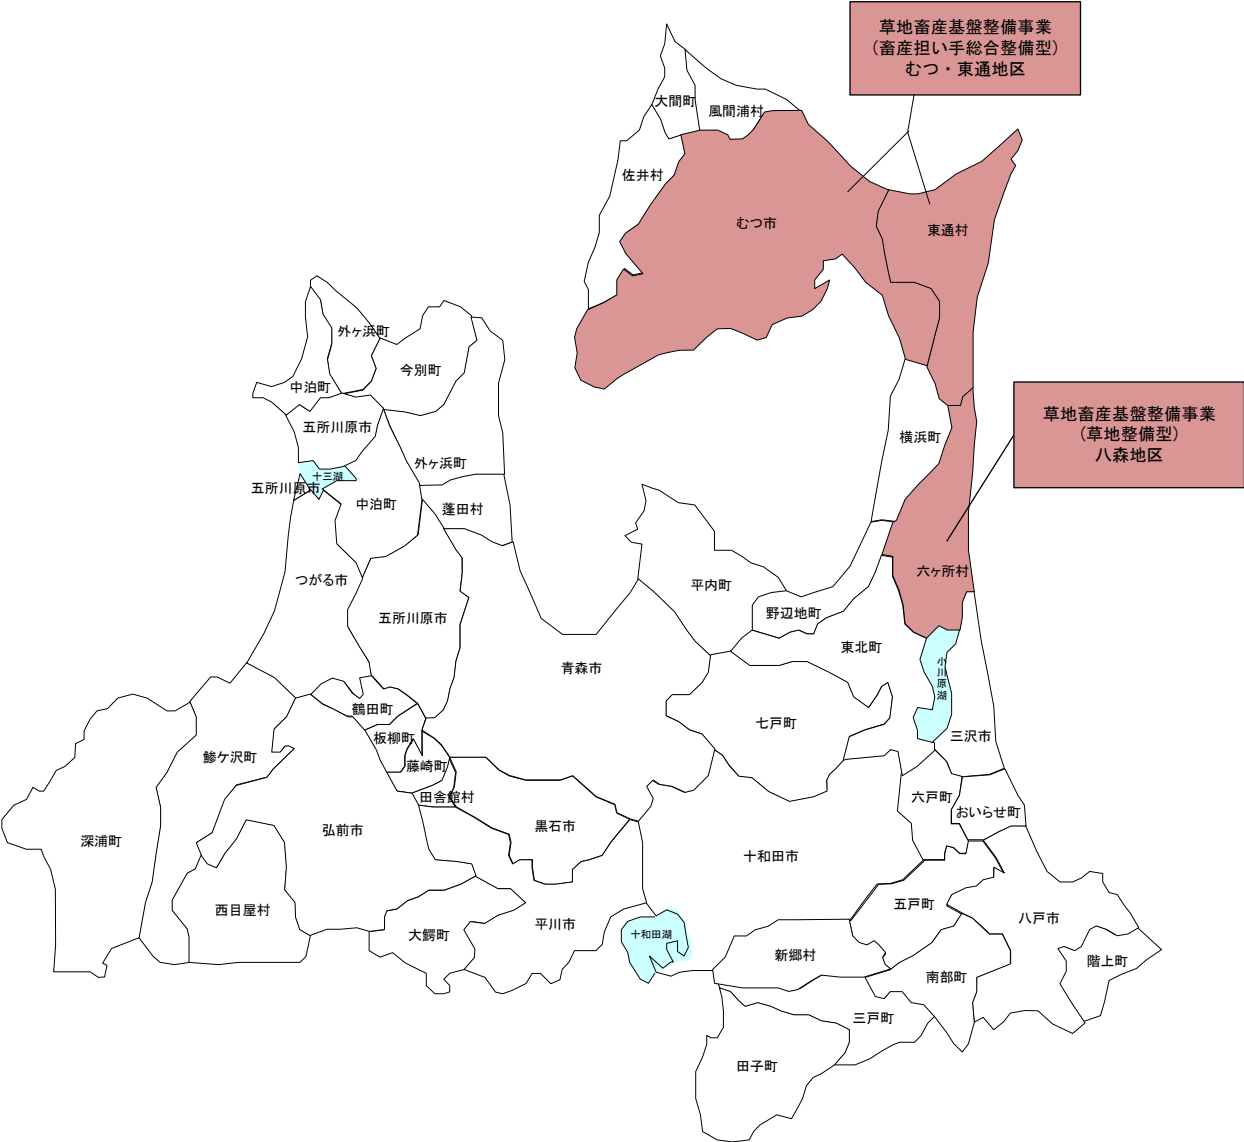 草地畜産基盤整備事業
（畜産担い手総合整備型）
むつ・東通地区
大間町
風間浦村
佐井村
むつ市
東通村
外ヶ浜町
今別町
中泊町
五所川原市
草地畜産基盤整備事業
（草地整備型）
八森地区
横浜町
外ヶ浜町
十三湖
五所川原市
中泊町
蓬田村
つがる市
平内町
六ヶ所村
野辺地町
五所川原市
東北町
青森市
小川原湖
鶴田町
七戸町
三沢市
板柳町
鰺ケ沢町
藤崎町
田舎館村
六戸町
おいらせ町
深浦町
弘前市
黒石市
十和田市
西目屋村
五戸町
八戸市
大鰐町
平川市
十和田湖
新郷村
階上町
南部町
三戸町
田子町